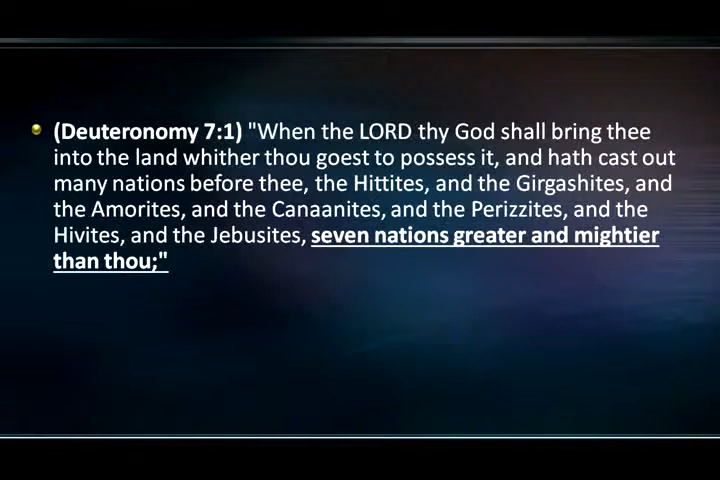 (Deuteronomy 7:1) "When the LORD thy God shall bring thee
into the land whither thou goest to possess it, and hath cast out
many nations before thee, the Hittites, and the Girgashites, and
the Amorites, and the Canaanites, and the Perizzites, and the
Hivites, and the Jebusites, seven nations greater and mightier
than thou;"